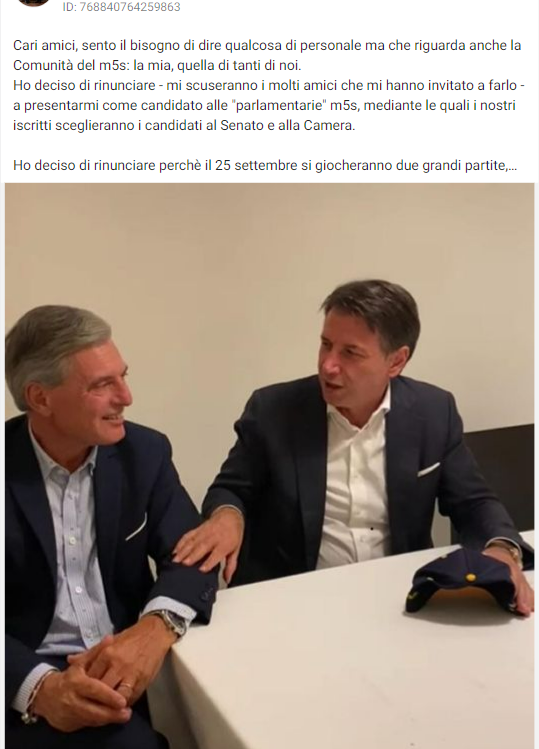 ID: 768840764259863
Cari amici, sento il bisogno di dire qualcosa di personale ma che riguarda anche la
Comunità del m5s: la mia, quella di tanti di noi.
Ho deciso di rinunciare - mi scuseranno i molti amici che mi hanno invitato a farlo -
a presentarmi come candidato alle "parlamentarie" m5s, mediante le quali i nostri
iscritti sceglieranno i candidati al Senato e alla Camera.
Ho deciso di rinunciare perchè il 25 settembre si giocheranno due grandi partite,...